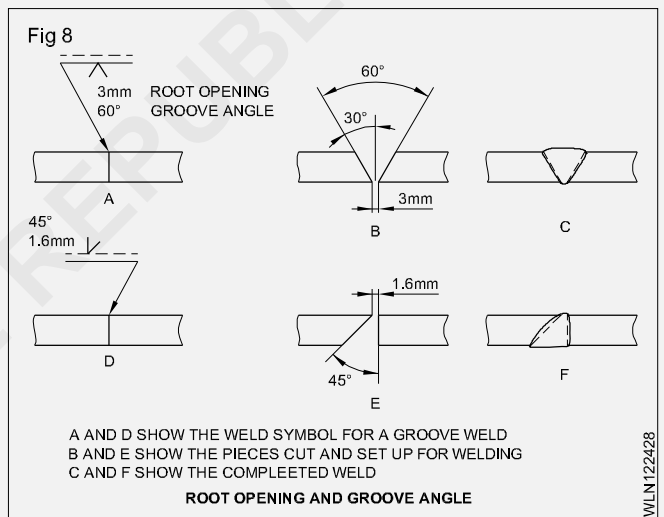 Fig 8
3mm ROOT OPENING
60° GROOVE ANGLE
A
60°
30°
3mm
B
C
45°
1.6mm
D
1.6mm
45°
E
F
A AND D SHOW THE WELD SYMBOL FOR A GROOVE WELD
B AND E SHOW THE PIECES CUT AND SET UP FOR WELDING
C AND F SHOW THE COMPLEETED WELD
ROOT OPENING AND GROOVE ANGLE
WLN122428
REPUBL